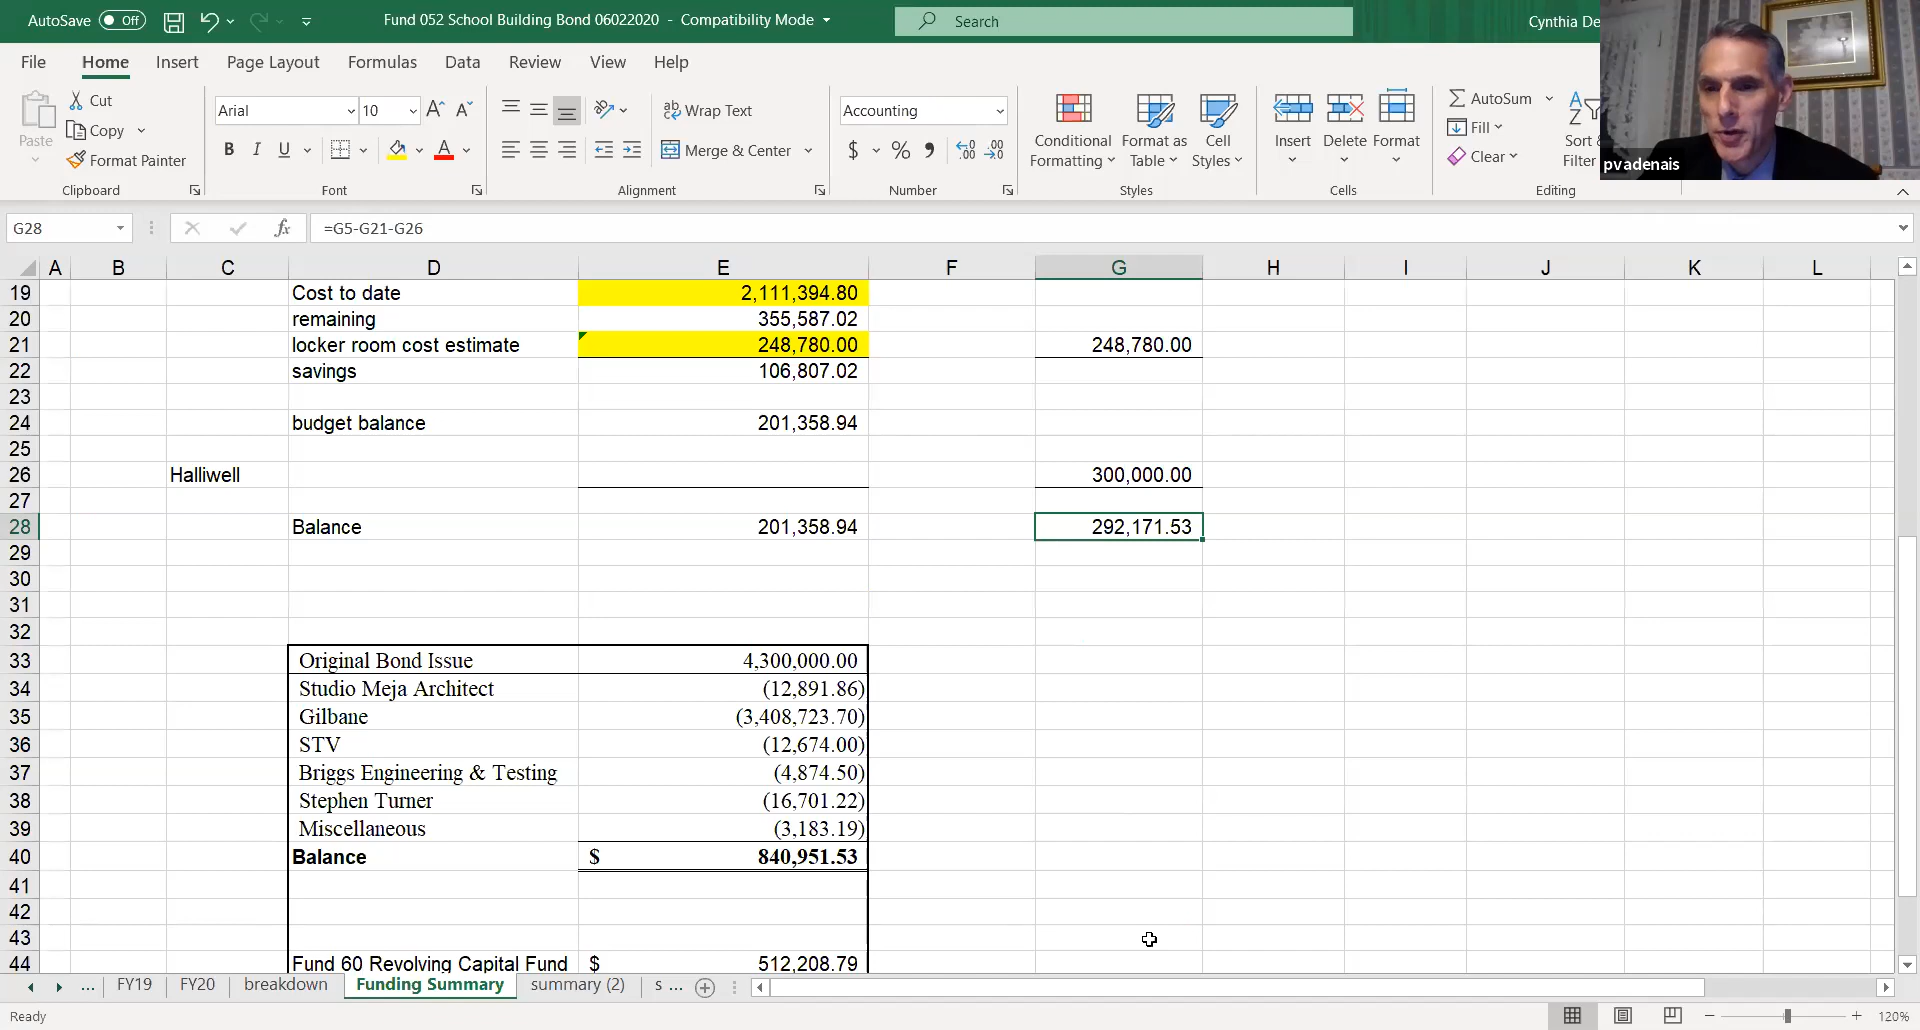 AutoSave Off Fund 052 School Building Bond 06022020 - Compatibility Mode Search Cynthia De
File Home Insert Page Layout Formulas Data Review View Help
Paste Cut Copy Format Painter Clipboard
Arial 10 A A B I U A Font
ab Wrap Text Merge & Center Alignment
Accounting $ % 9 .00 Number
Conditional Formatting Format as Table Cell Styles Styles
Insert Delete Format Cells
AutoSum Fill Clear Sort Filter Editing
pvadenais
G28 fx =G5-G21-G26
A B C D E F G H I J K L
19 Cost to date 2,111,394.80
20 remaining 355,587.02
21 locker room cost estimate 248,780.00 248,780.00
22 savings 106,807.02
23
24 budget balance 201,358.94
25
26 Halliwell 300,000.00
27
28 Balance 201,358.94 292,171.53
29
30
31
32
33 Original Bond Issue 4,300,000.00
34 Studio Meja Architect (12,891.86)
35 Gilbane (3,408,723.70)
36 STV (12,674.00)
37 Briggs Engineering & Testing (4,874.50)
38 Stephen Turner (16,701.22)
39 Miscellaneous (3,183.19)
40 Balance $ 840,951.53
41
42
43
44 Fund 60 Revolving Capital Fund $ 512,208.79
... FY19 FY20 breakdown Funding Summary summary (2) s ...
Ready 120%